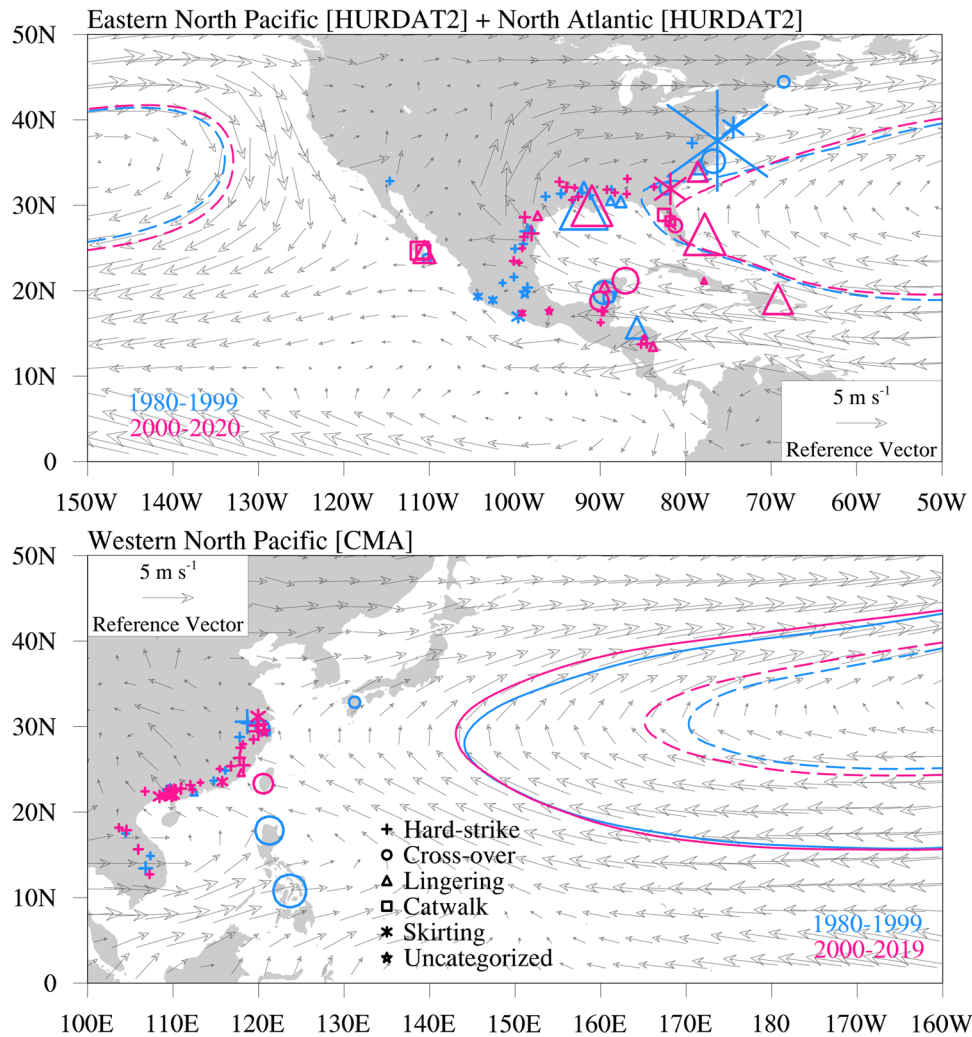 Eastern North Pacific [HURDAT2] + North Atlantic [HURDAT2]
50N
40N
30N
20N
10N
0
1980-1999
2000-2020
5 m s⁻¹
Reference Vector
150W 140W 130W 120W 110W 100W 90W 80W 70W 60W 50W
Western North Pacific [CMA]
50N
5 m s⁻¹
Reference Vector
40N
30N
20N
10N
0
Hard-strike
Cross-over
Lingering
Catwalk
Skirting
Uncategorized
1980-1999
2000-2019
100E 110E 120E 130E 140E 150E 160E 170E 180 170W 160W